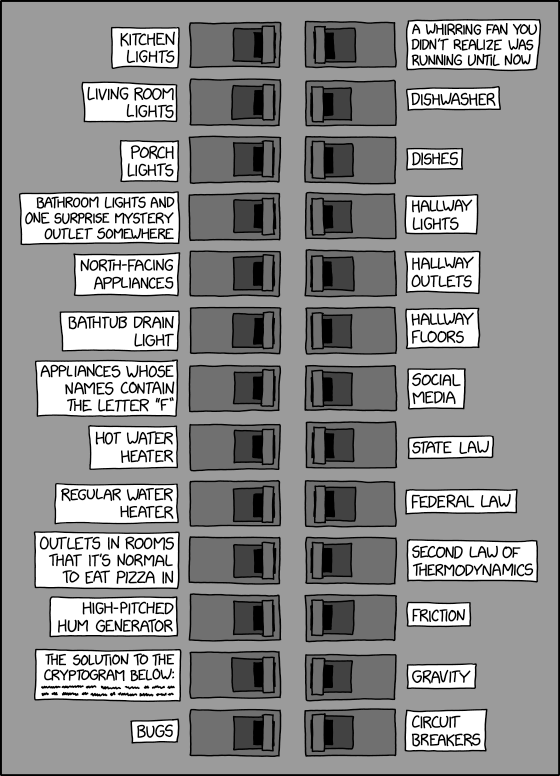 KITCHEN
LIGHTS
A WHIRRING FAN YOU
DIDN'T REALIZE WAS
RUNNING UNTIL NOW
LIVING ROOM
LIGHTS
DISHWASHER
PORCH
LIGHTS
DISHES
BATHROOM LIGHTS AND
ONE SURPRISE MYSTERY
OUTLET SOMEWHERE
HALLWAY
LIGHTS
NORTH-FACING
APPLIANCES
HALLWAY
OUTLETS
BATHTUB DRAIN
LIGHT
HALLWAY
FLOORS
APPLIANCES WHOSE
NAMES CONTAIN
THE LETTER "F"
SOCIAL
MEDIA
HOT WATER
HEATER
STATE LAW
REGULAR WATER
HEATER
FEDERAL LAW
OUTLETS IN ROOMS
THAT IT'S NORMAL
TO EAT PIZZA IN
SECOND LAW OF
THERMODYNAMICS
HIGH-PITCHED
HUM GENERATOR
FRICTION
THE SOLUTION TO THE
CRYPTOGRAM BELOW:
GRAVITY
BUGS
CIRCUIT
BREAKERS